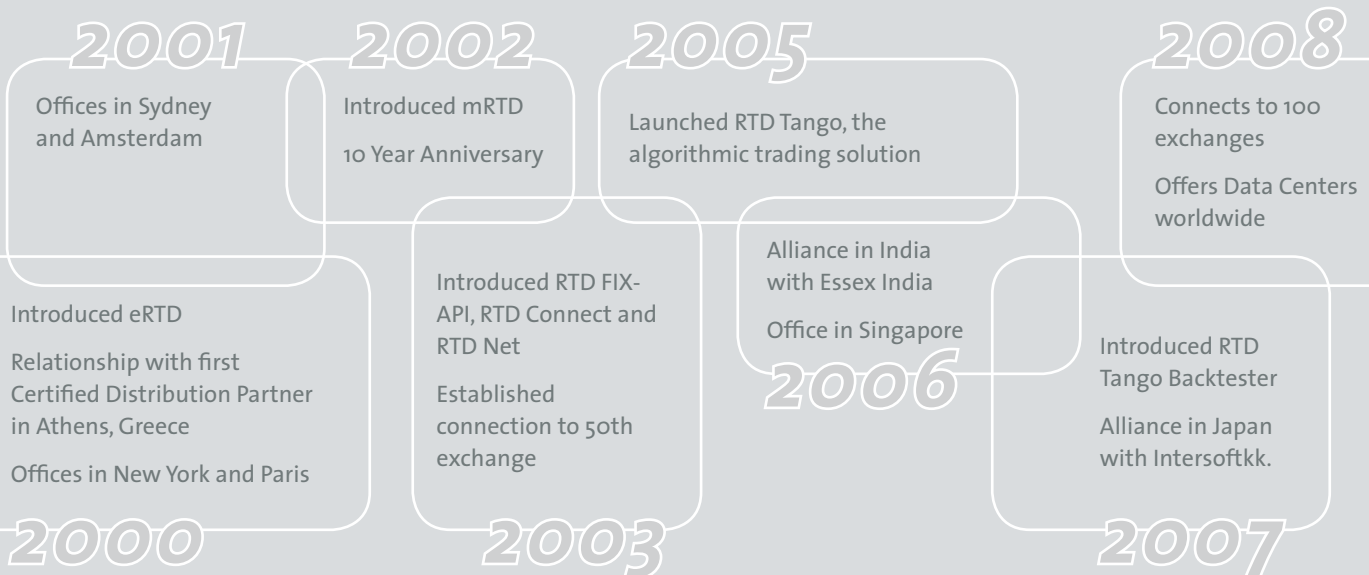 2001
Offices in Sydney
and Amsterdam
2002
Introduced mRTD
10 Year Anniversary
2005
Launched RTD Tango, the
algorithmic trading solution
2008
Connects to 100
exchanges
Offers Data Centers
worldwide
Introduced eRTD
Relationship with first
Certified Distribution Partner
in Athens, Greece
Offices in New York and Paris
2000
Introduced RTD FIX-
API, RTD Connect and
RTD Net
Established
connection to 50th
exchange
2003
Alliance in India
with Essex India
Office in Singapore
2006
Introduced RTD
Tango Backtester
Alliance in Japan
with Intersoftkk.
2007